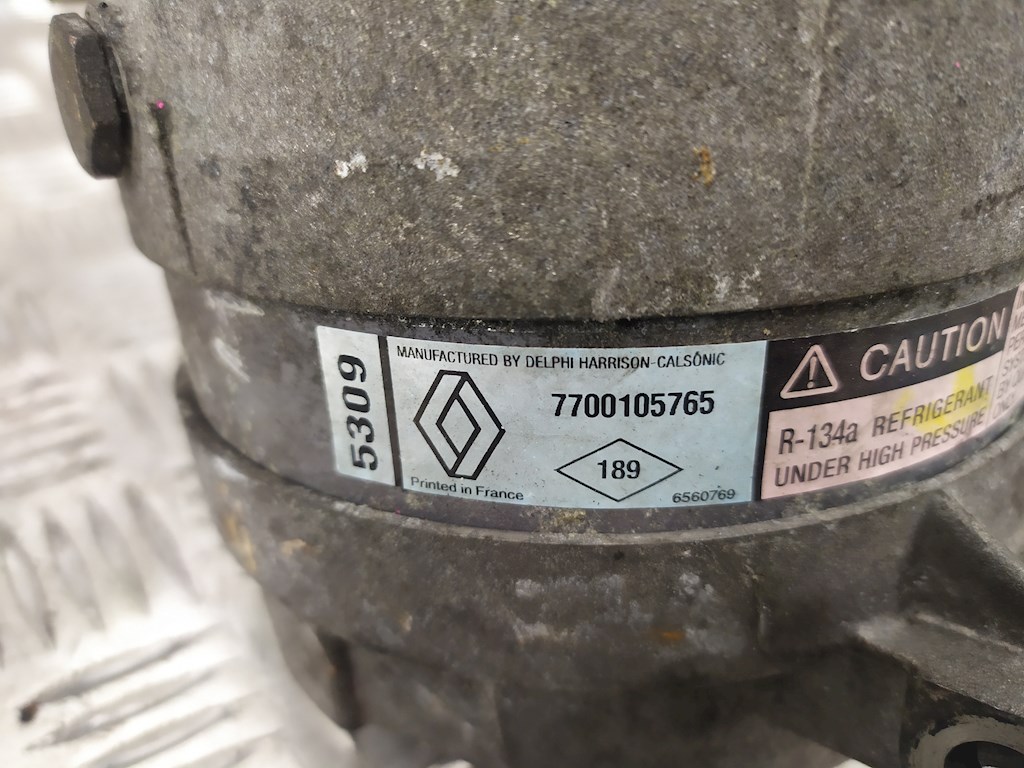 5309
MANUFACTURED BY DELPHI HARRISON-CALSONIC
7700105765
189
Printed in France
6560769
CAUTION
R-134a REFRIGERANT
UNDER HIGH PRESSURE